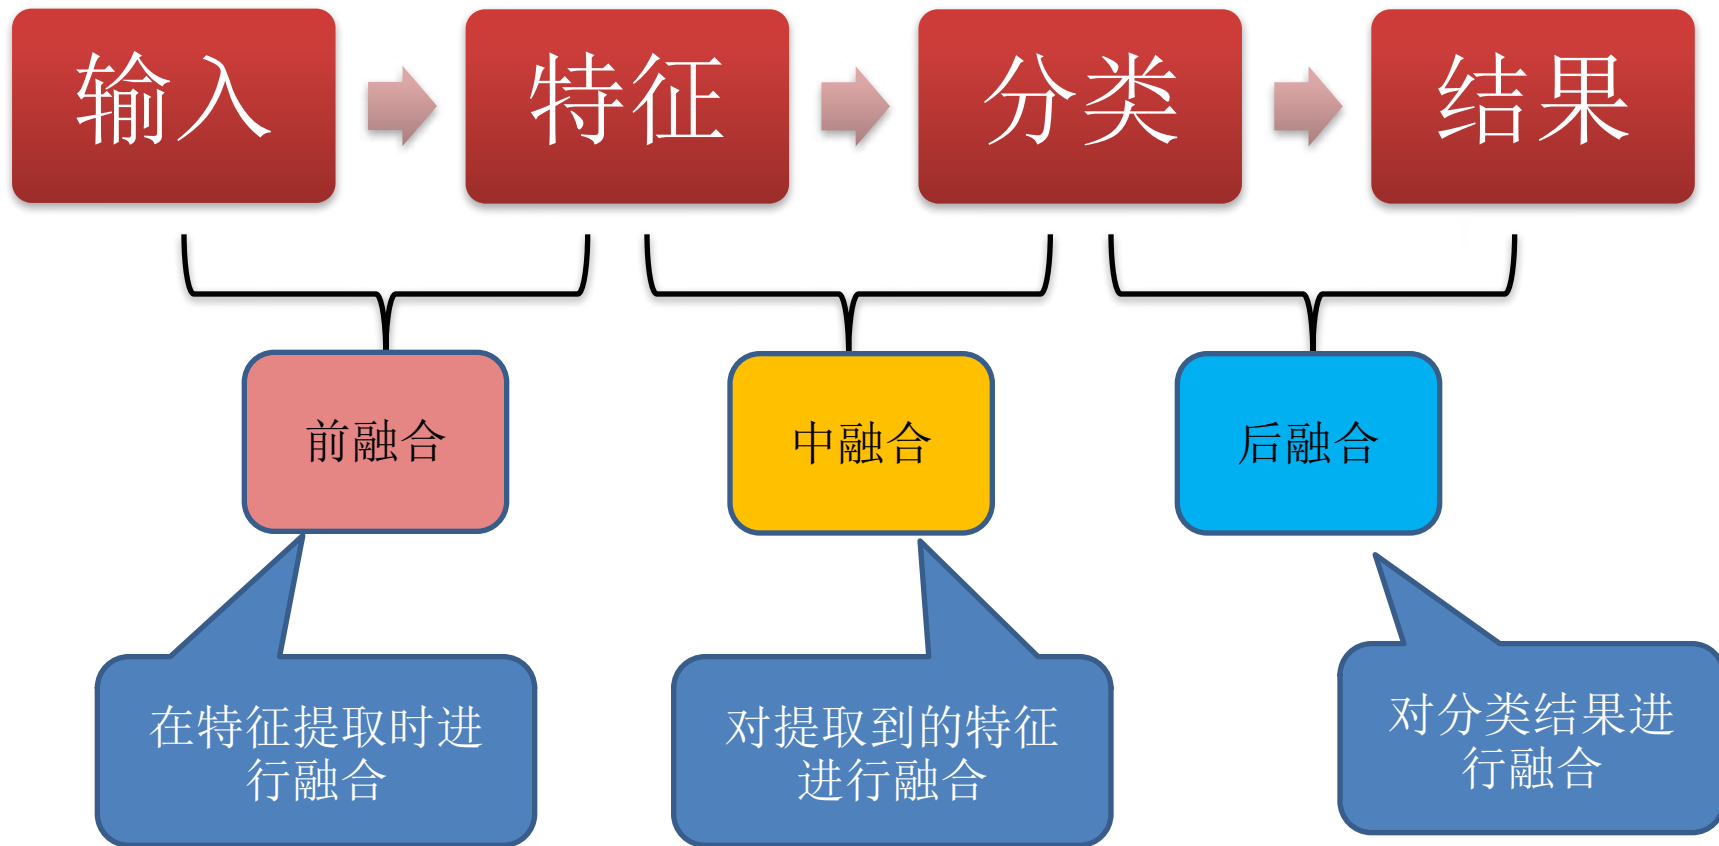 输入
特征
分类
结果
前融合
中融合
后融合
在特征提取时进
行融合
对提取到的特征
进行融合
对分类结果进
行融合